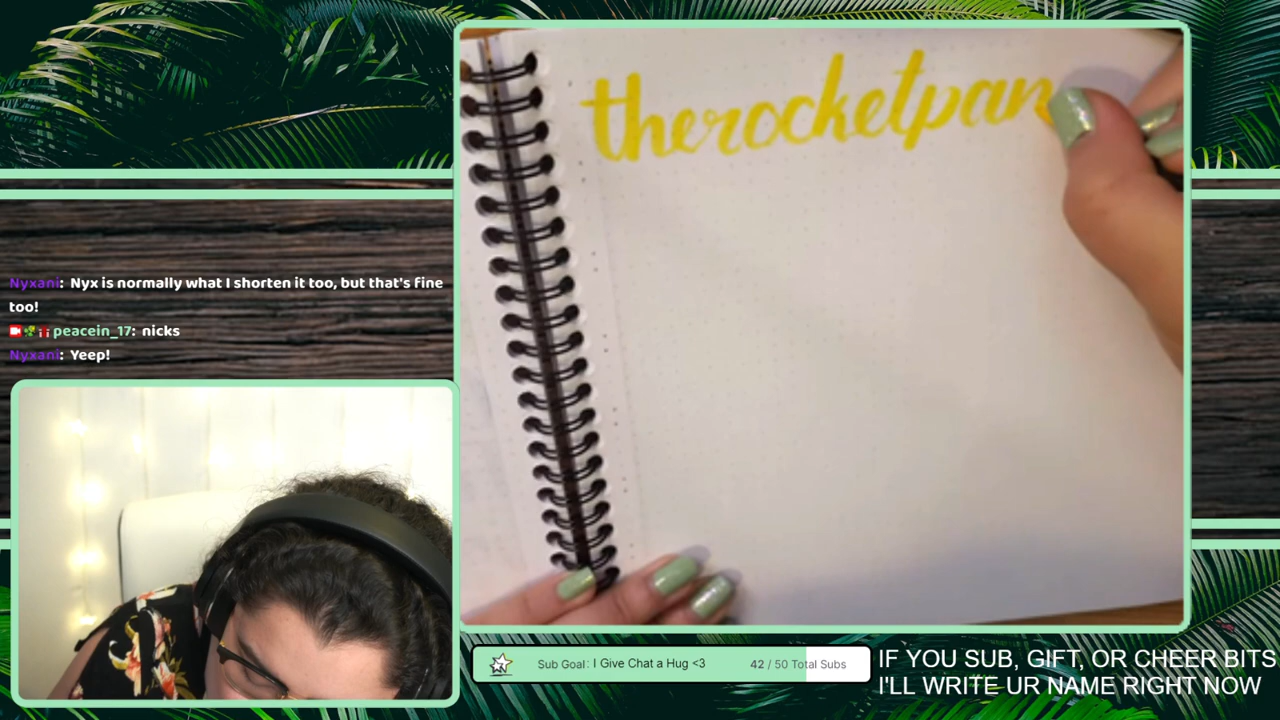 therocketpan
Nyxani: Nyx is normally what I shorten it too, but that's fine
too!
peacein_17: nicks
Nyxani: Yeep!
Sub Goal: I Give Chat a Hug <3 42 / 50 Total Subs
IF YOU SUB, GIFT, OR CHEER BITS
I'LL WRITE UR NAME RIGHT NOW